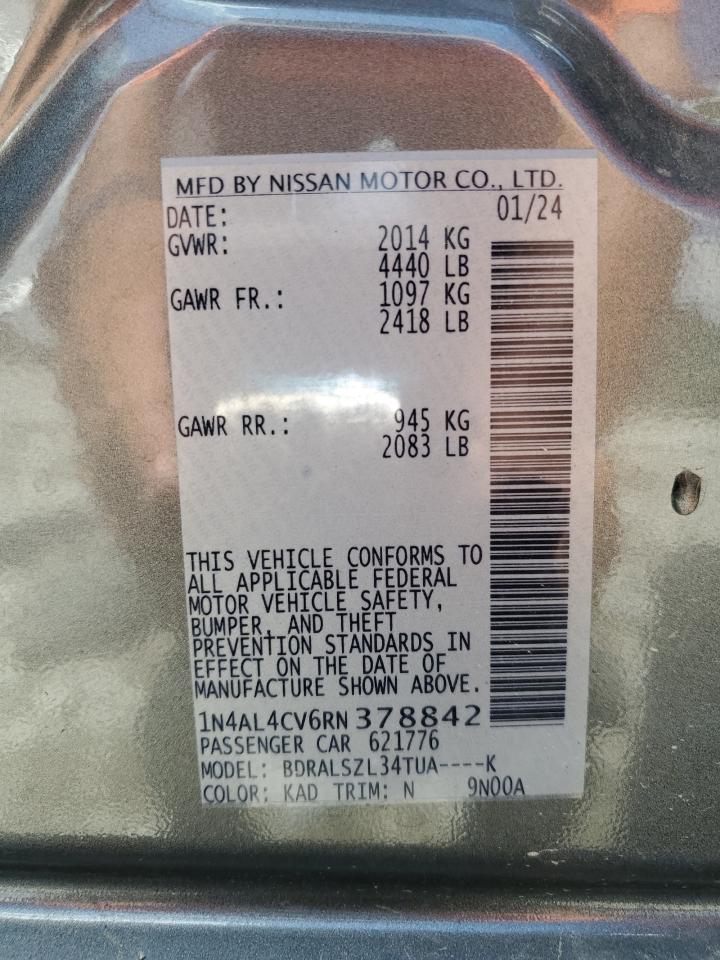 MFD BY NISSAN MOTOR CO., LTD.
DATE: 01/24
GVWR: 2014 KG
4440 LB
GAWR FR.: 1097 KG
2418 LB
GAWR RR.: 945 KG
2083 LB
THIS VEHICLE CONFORMS TO
ALL APPLICABLE FEDERAL
MOTOR VEHICLE SAFETY,
BUMPER, AND THEFT
PREVENTION STANDARDS IN
EFFECT ON THE DATE OF
MANUFACTURE SHOWN ABOVE.
1N4AL4CV6RN 378842
PASSENGER CAR 621776
MODEL: BDRALSZL34TUA----K
COLOR: KAD TRIM: N 9N00A